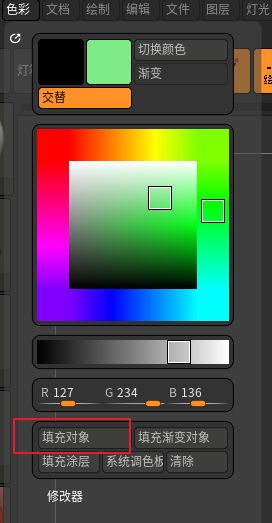 色彩 文档 绘制 编辑 文件 图层 灯光
切换颜色
渐变
交替
R 127 G 234 B 136
填充对象 填充渐变对象
填充涂层 系统调色板 清除
修改器